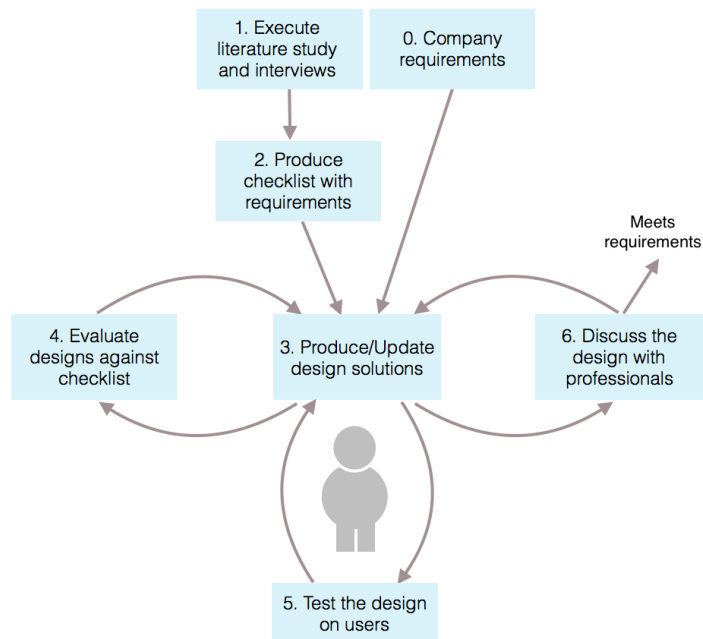 1. Execute
literature study
and interviews
0. Company
requirements
2. Produce
checklist with
requirements
Meets
requirements
4. Evaluate
designs against
checklist
3. Produce/Update
design solutions
6. Discuss the
design with
professionals
5. Test the design
on users